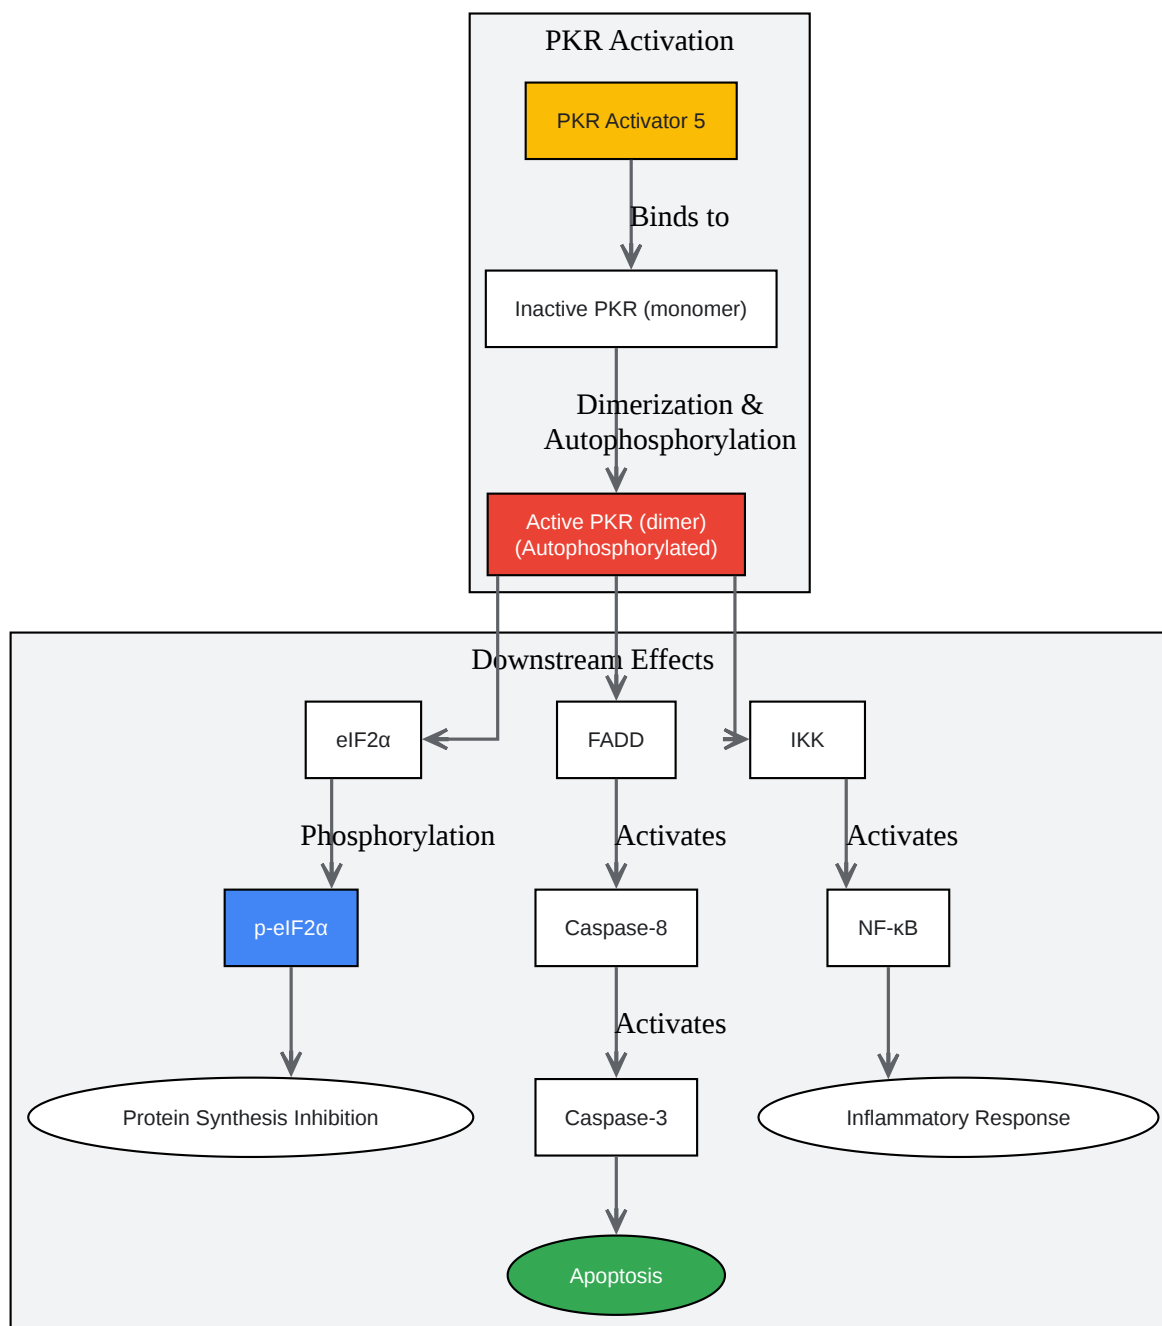 PKR Activation
PKR Activator 5
Binds to
Inactive PKR (monomer)
Dimerization &
Autophosphorylation
Active PKR (dimer)
(Autophosphorylated)
Downstream Effects
eIF2α
FADD
IKK
Phosphorylation
Activates
Activates
p-eIF2α
Caspase-8
NF-κB
Activates
Protein Synthesis Inhibition
Caspase-3
Inflammatory Response
Apoptosis